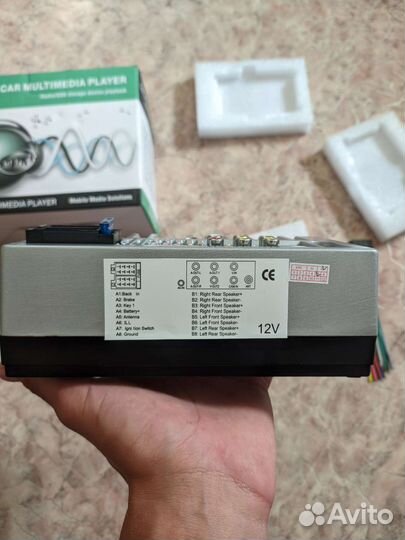 CAR MULTIMEDIA PLAYER
MEDIA PLAYER
Mobile Media Solutions
A1:Back in
A2: Brake
A3: Key 1
A4: Battery+
A5: Antenna
A6: ILL
A7: Ignition Switch
A8: Ground
B1: Right Rear Speaker+
B2: Right Rear Speaker-
B3: Right Front Speaker+
B4: Right Front Speaker-
B5: Left Front Speaker+
B6: Left Front Speaker-
B7: Left Rear Speaker+
B8: Left Rear Speaker-
CE
12V
Avito